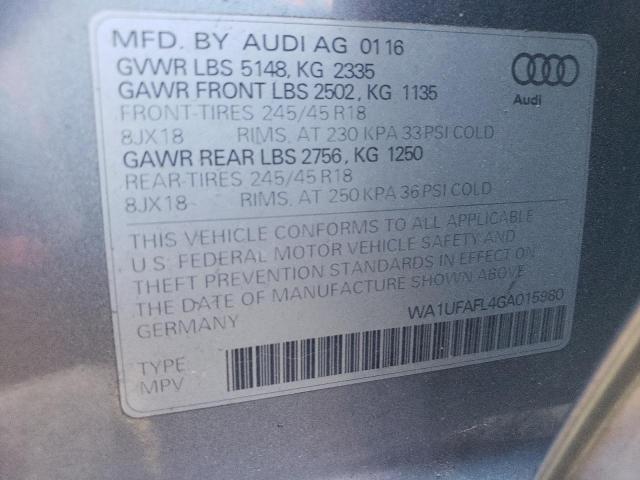 MFD. BY AUDI AG 01 16
GVWR LBS 5148, KG 2335
GAWR FRONT LBS 2502, KG 1135
FRONT-TIRES 245/45 R18
8JX18 RIMS, AT 230 KPA 33 PSI COLD
GAWR REAR LBS 2756, KG 1250
REAR-TIRES 245/45 R18
8JX18 RIMS, AT 250 KPA 36 PSI COLD
Audi
THIS VEHICLE CONFORMS TO ALL APPLICABLE
U.S. FEDERAL MOTOR VEHICLE SAFETY AND
THEFT PREVENTION STANDARDS IN EFFECT ON
THE DATE OF MANUFACTURE SHOWN ABOVE.
GERMANY
WA1UFAFL4GA015980
TYPE
MPV